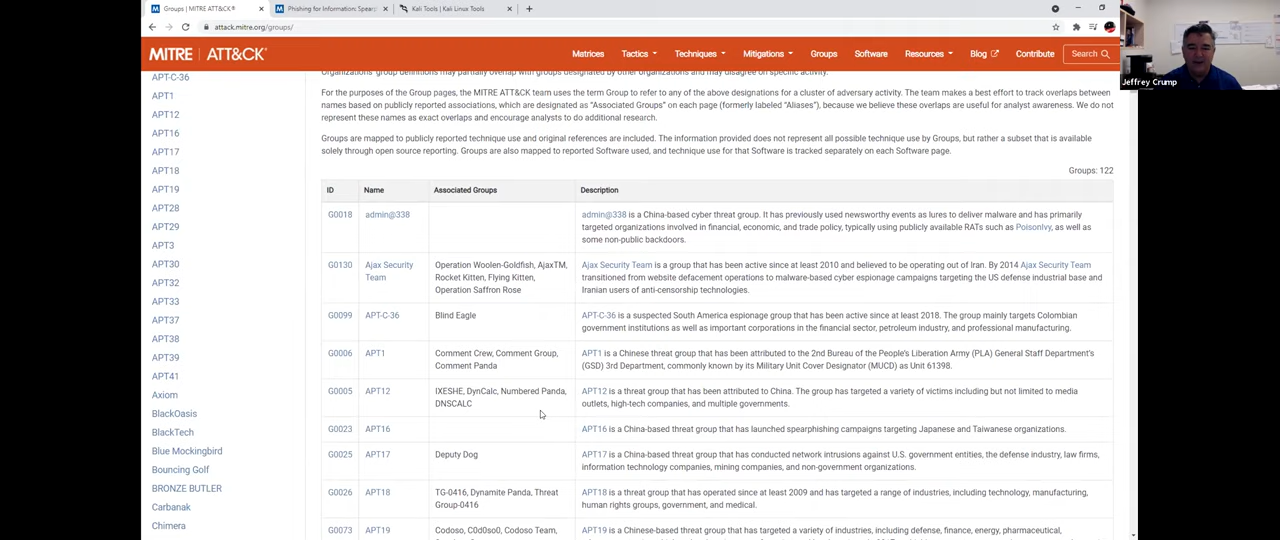 Groups | MITRE ATT&CK®
Phishing for Information: Spearp
Kali Tools | Kali Linux Tools
attack.mitre.org/groups/
MITRE | ATT&CK®
Matrices
Tactics
Techniques
Mitigations
Groups
Software
Resources
Blog
Contribute
Search
Jeffrey Crump
APT-C-36
APT1
APT12
APT16
APT17
APT18
APT19
APT28
APT29
APT3
APT30
APT32
APT33
APT37
APT38
APT39
APT41
Axiom
BlackOasis
BlackTech
Blue Mockingbird
Bouncing Golf
BRONZE BUTLER
Carbanak
Chimera
Organizations' group definitions may partially overlap with groups designated by other organizations and may disagree on specific activity.
For the purposes of the Group pages, the MITRE ATT&CK team uses the term Group to refer to any of the above designations for a cluster of adversary activity. The team makes a best effort to track overlaps between
names based on publicly reported associations, which are designated as “Associated Groups” on each page (formerly labeled “Aliases”), because we believe these overlaps are useful for analyst awareness. We do not
represent these names as exact overlaps and encourage analysts to do additional research.
Groups are mapped to publicly reported technique use and original references are included. The information provided does not represent all possible technique use by Groups, but rather a subset that is available
solely through open source reporting. Groups are also mapped to reported Software used, and technique use for that Software is tracked separately on each Software page.
Groups: 122
ID Name Associated Groups Description
G0018 admin@338 admin@338 is a China-based cyber threat group. It has previously used newsworthy events as lures to deliver malware and has primarily
targeted organizations involved in financial, economic, and trade policy, typically using publicly available RATs such as PoisonIvy, as well as
some non-public backdoors.
G0130 Ajax Security Operation Woolen-Goldfish, AjaxTM, Ajax Security Team is a group that has been active since at least 2010 and believed to be operating out of Iran. By 2014 Ajax Security Team
Team Rocket Kitten, Flying Kitten, transitioned from website defacement operations to malware-based cyber espionage campaigns targeting the US defense industrial base and
Operation Saffron Rose Iranian users of anti-censorship technologies.
G0099 APT-C-36 Blind Eagle APT-C-36 is a suspected South America espionage group that has been active since at least 2018. The group mainly targets Colombian
government institutions as well as important corporations in the financial sector, petroleum industry, and professional manufacturing.
G0006 APT1 Comment Crew, Comment Group, APT1 is a Chinese threat group that has been attributed to the 2nd Bureau of the People's Liberation Army (PLA) General Staff Department's
Comment Panda (GSD) 3rd Department, commonly known by its Military Unit Cover Designator (MUCD) as Unit 61398.
G0005 APT12 IXESHE, DynCalc, Numbered Panda, APT12 is a threat group that has been attributed to China. The group has targeted a variety of victims including but not limited to media
DNSCALC outlets, high-tech companies, and multiple governments.
G0023 APT16 APT16 is a China-based threat group that has launched spearphishing campaigns targeting Japanese and Taiwanese organizations.
G0025 APT17 Deputy Dog APT17 is a China-based threat group that has conducted network intrusions against U.S. government entities, the defense industry, law firms,
information technology companies, mining companies, and non-government organizations.
G0026 APT18 TG-0416, Dynamite Panda, Threat APT18 is a threat group that has operated since at least 2009 and has targeted a range of industries, including technology, manufacturing,
Group-0416 human rights groups, government, and medical.
G0073 APT19 Codoso, C0d0so0, Codoso Team, APT19 is a Chinese-based threat group that has targeted a variety of industries, including defense, finance, energy, pharmaceutical,